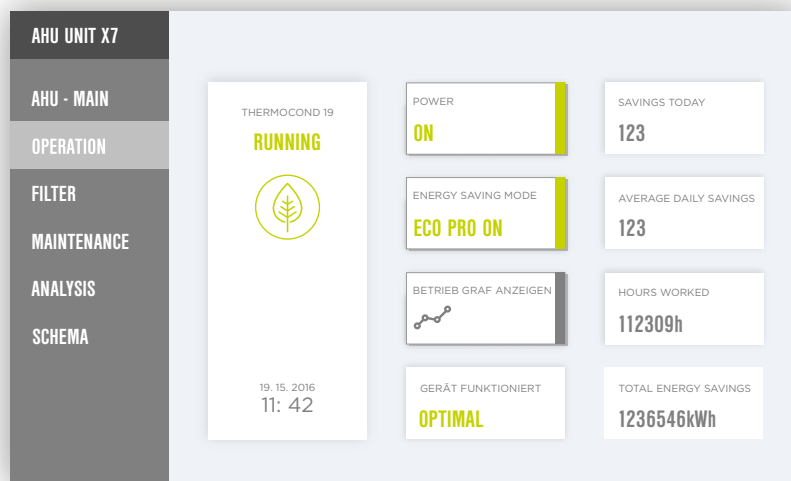 AHU UNIT X7
AHU - MAIN
OPERATION
FILTER
MAINTENANCE
ANALYSIS
SCHEMA
THERMOCOND 19
RUNNING
19. 15. 2016
11: 42
POWER
ON
ENERGY SAVING MODE
ECO PRO ON
BETRIEB GRAF ANZEIGEN
GERÄT FUNKTIONIERT
OPTIMAL
SAVINGS TODAY
123
AVERAGE DAILY SAVINGS
123
HOURS WORKED
112309h
TOTAL ENERGY SAVINGS
1236546kWh